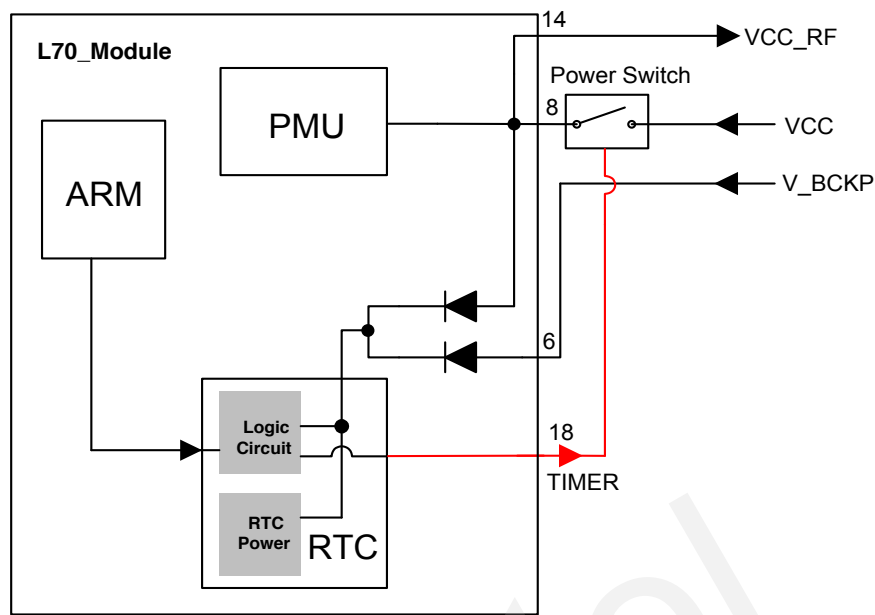 14
VCC_RF
L70_Module
Power Switch
PMU
8
VCC
ARM
V_BCKP
6
Logic
Circuit
18
TIMER
RTC
Power
RTC